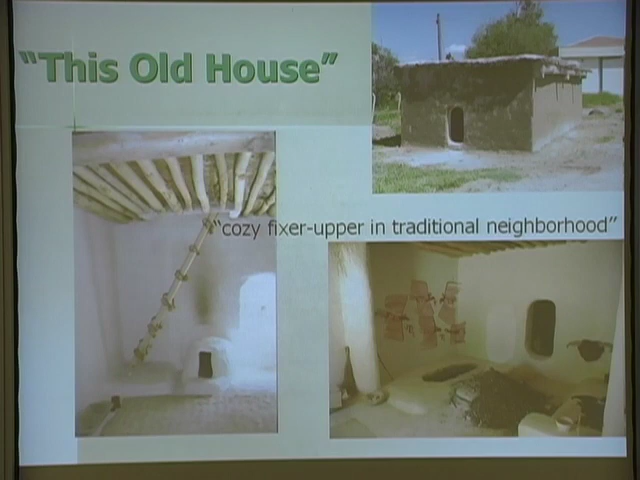 “This Old House”
“cozy fixer-upper in traditional neighborhood”